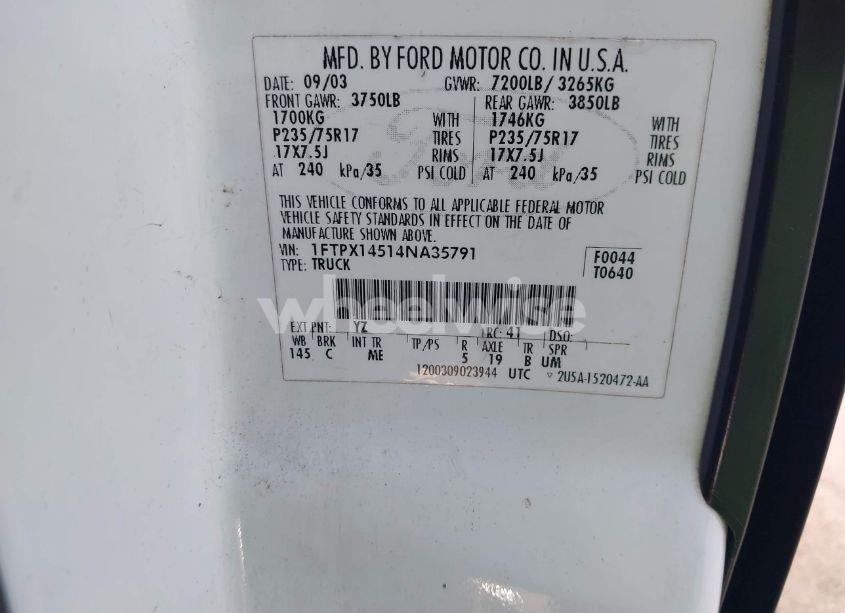 MFD. BY FORD MOTOR CO. IN U.S.A.
DATE: 09/03 GVWR: 7200LB/ 3265KG
FRONT GAWR: 3750LB REAR GAWR: 3850LB
1700KG WITH 1746KG WITH
P235/75R17 TIRES P235/75R17 TIRES
17X7.5J RIMS 17X7.5J RIMS
AT 240 kPa/35 PSI COLD AT 240 kPa/35 PSI COLD
THIS VEHICLE CONFORMS TO ALL APPLICABLE FEDERAL MOTOR
VEHICLE SAFETY STANDARDS IN EFFECT ON THE DATE OF
MANUFACTURE SHOWN ABOVE.
VIN: 1FTPX14514NA35791 F0044
TYPE: TRUCK T0640
wheelwise
EXT PNT: YZ RC: 41 DSO:
WB BRK INT TR TP/PS R AXLE TR SPR
145 C ME 5 19 B UM
1200309023944 UTC ▽ 2U5A-1520472-AA